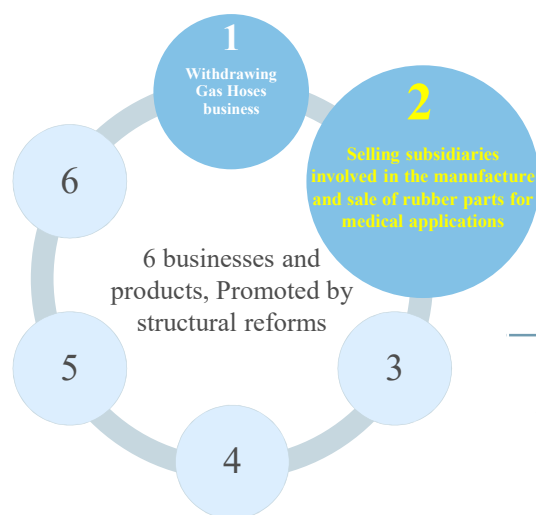 1
Withdrawing
Gas Hoses
business
2
Selling subsidiaries
involved in the manufacture
and sale of rubber parts for
medical applications
6
6 businesses and
products, Promoted by
structural reforms
5
3
4